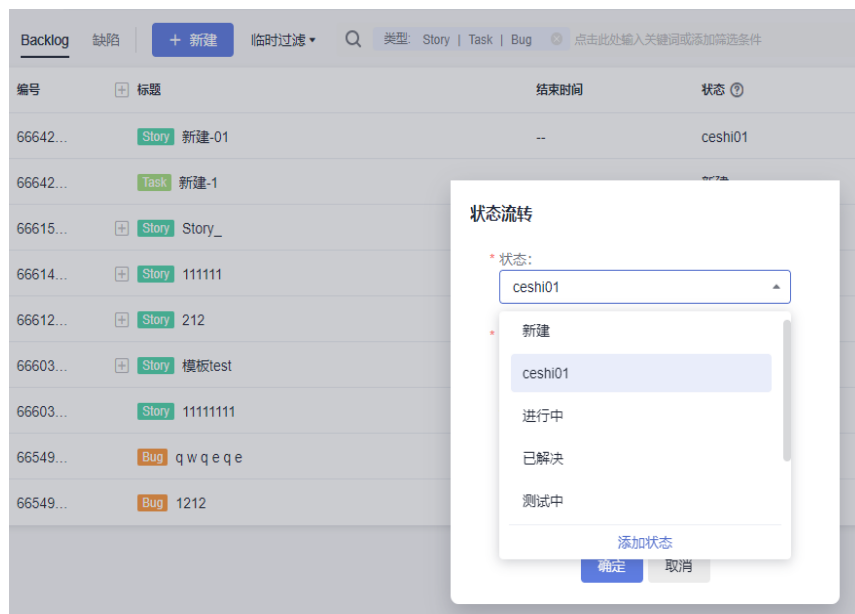 Backlog 缺陷 + 新建 临时过滤 类型: Story | Task | Bug 点击此处输入关键词或添加筛选条件
编号 标题 结束时间 状态
66642... Story 新建-01 -- ceshi01
66642... Task 新建-1 新建
66615... Story Story_
66614... Story 111111
66612... Story 212
66603... Story 模板test
66603... Story 11111111
66549... Bug q w q e q e
66549... Bug 1212
状态流转
* 状态:
ceshi01
*
新建
ceshi01
进行中
已解决
测试中
添加状态
确定 取消